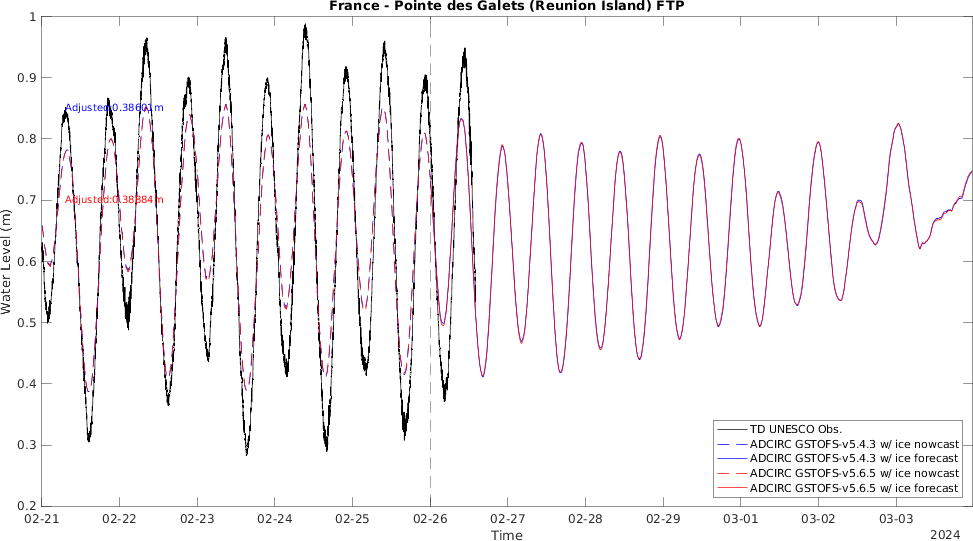 France - Pointe des Galets (Reunion Island) FTP
1
0.9
0.8
0.7
0.6
0.5
0.4
0.3
0.2
Water Level (m)
Adjusted:0.38601m
Adjusted:0.38384m
TD UNESCO Obs.
ADCIRC GSTOFS-v5.4.3 w/ ice nowcast
ADCIRC GSTOFS-v5.4.3 w/ ice forecast
ADCIRC GSTOFS-v5.6.5 w/ ice nowcast
ADCIRC GSTOFS-v5.6.5 w/ ice forecast
02-21 02-22 02-23 02-24 02-25 02-26 02-27 02-28 02-29 03-01 03-02 03-03
Time
2024